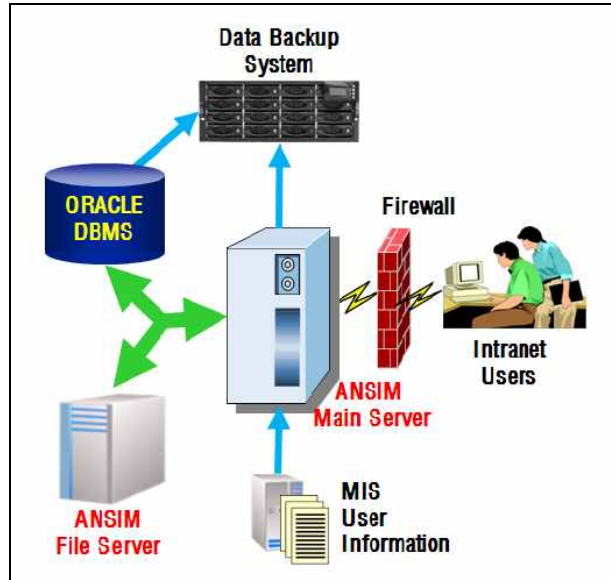 Data Backup
System
ORACLE
DBMS
Firewall
Intranet
Users
ANSIM
Main Server
ANSIM
File Server
MIS
User
Information